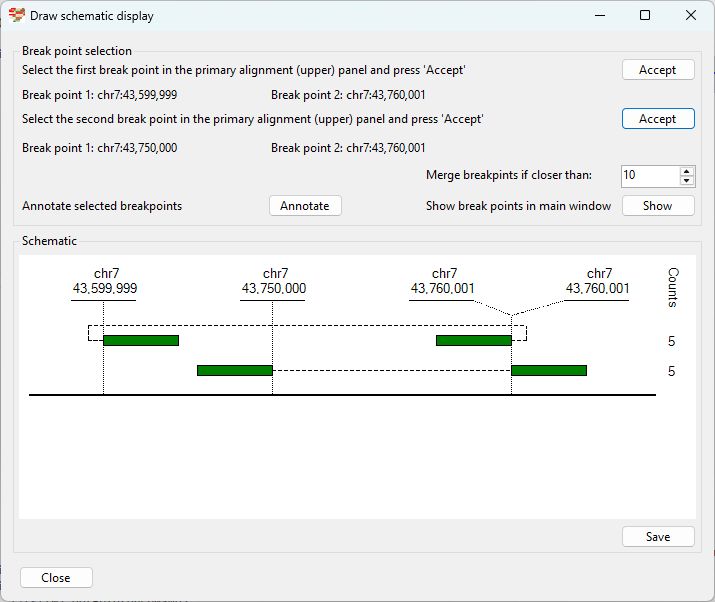 Draw schematic display
Break point selection
Select the first break point in the primary alignment (upper) panel and press 'Accept'
Accept
Break point 1: chr7:43,599,999 Break point 2: chr7:43,760,001
Select the second break point in the primary alignment (upper) panel and press 'Accept'
Accept
Break point 1: chr7:43,750,000 Break point 2: chr7:43,760,001
Merge breakpints if closer than: 10
Annotate selected breakpoints Annotate Show break points in main window Show
Schematic
chr7 chr7 chr7 chr7
43,599,999 43,750,000 43,760,001 43,760,001
Counts
5
5
Save
Close